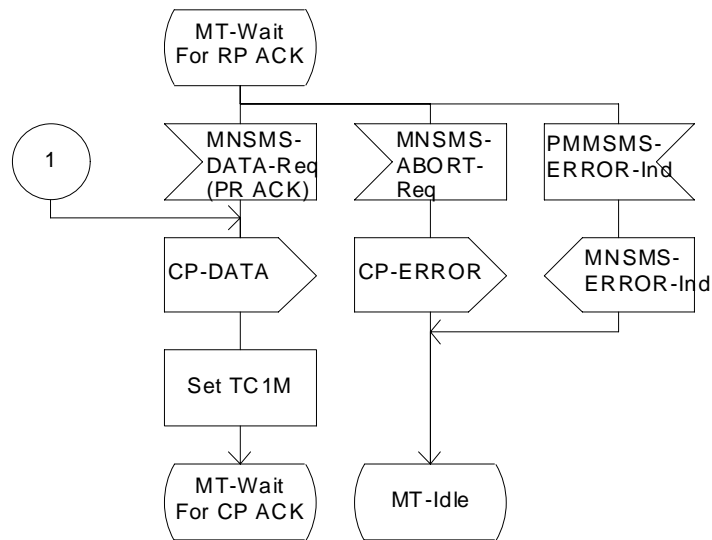 MT-Wait
For RP ACK
1
MNSMS-
DATA-Req
(PR ACK)
MNSMS-
ABORT-
Req
PMMSMS-
ERROR-Ind
CP-DATA
CP-ERROR
MNSMS-
ERROR-Ind
Set TC1M
MT-Wait
For CP ACK
MT-Idle